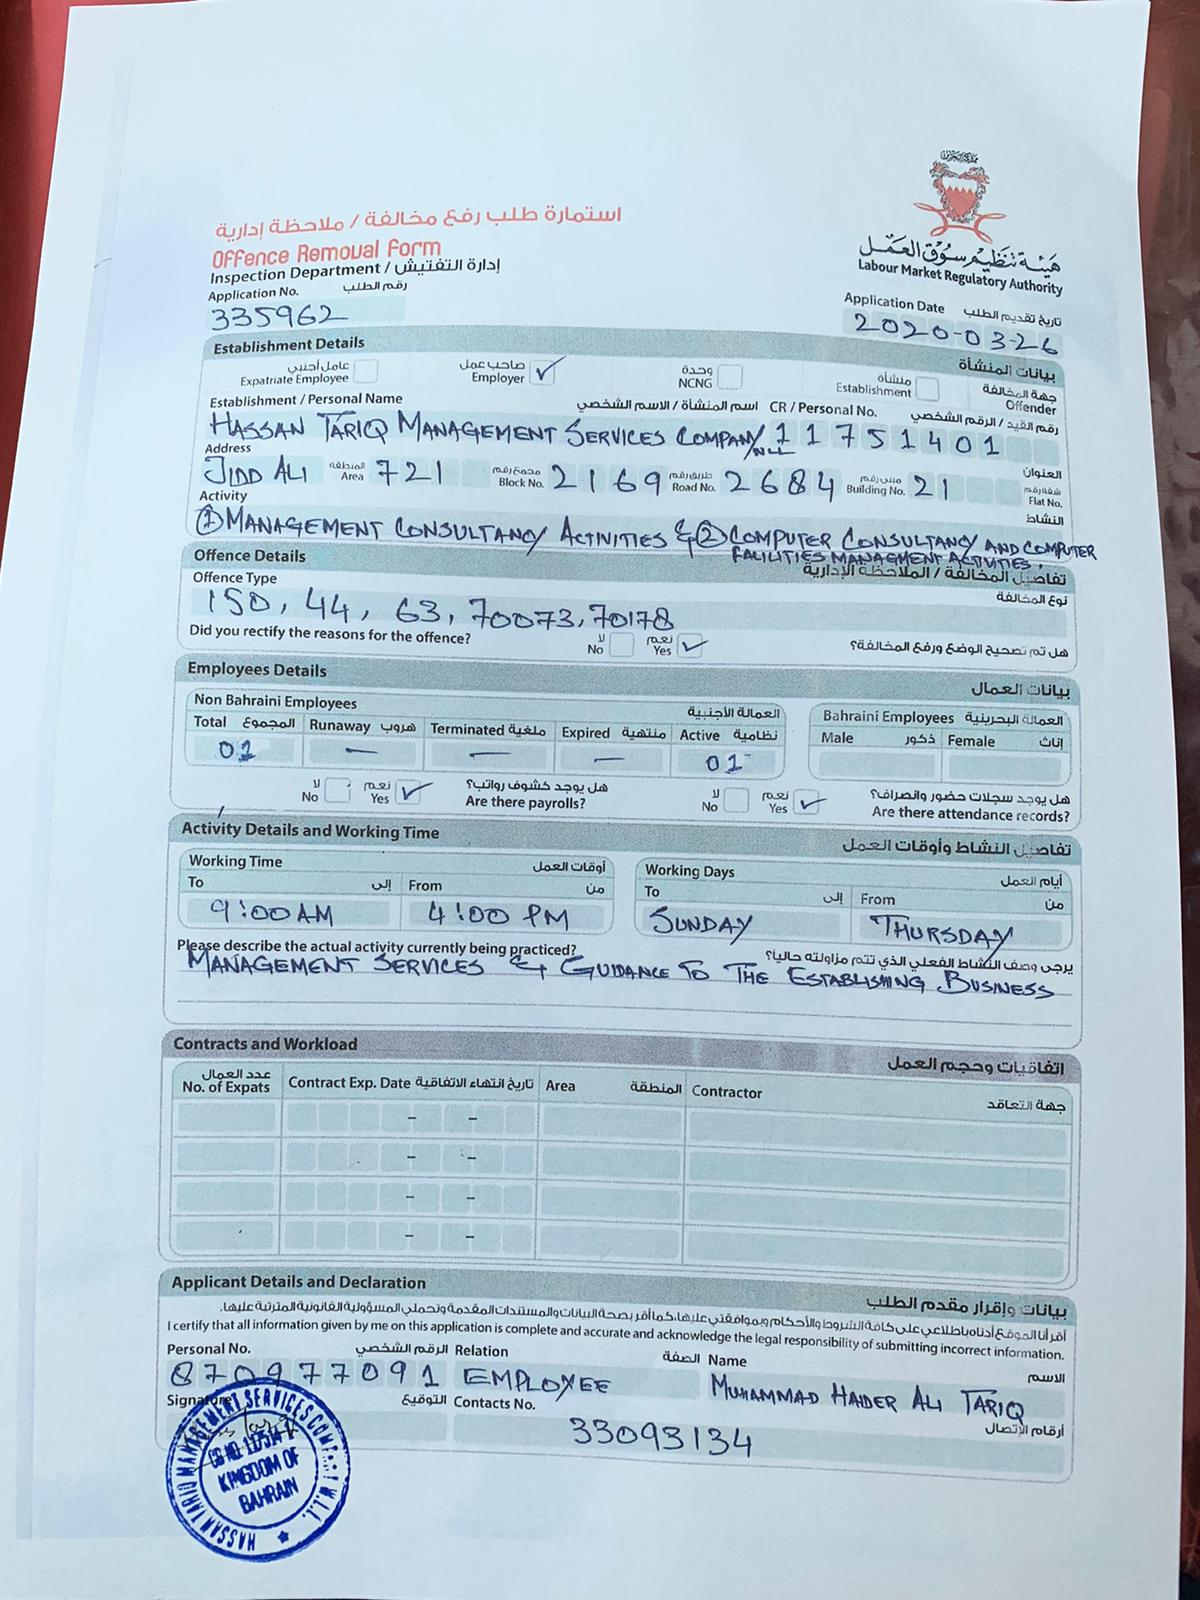 مملكة البحرين
هيئة تنظيم سوق العمل
Labour Market Regulatory Authority
استمارة طلب رفع مخالفة / ملاحظة إدارية
Offence Removal Form
Inspection Department / إدارة التفتيش
Application No. رقم الطلب
335962
Application Date تاريخ تقديم الطلب
2020-03-26
Establishment Details بيانات المنشأة
عامل أجنبي Expatriate Employee صاحب عمل Employer ✓ وحدة NCNG منشأة Establishment جهة المخالفة Offender
Establishment / Personal Name اسم المنشأة / الاسم الشخصي CR / Personal No. رقم القيد / الرقم الشخصي
HASSAN TARIQ MANAGEMENT SERVICES COMPANY WLL 11751401
Address العنوان
JIDD ALI المنطقة Area 721 مجمع رقم Block No. 2169 طريق رقم Road No. 2684 مبنى رقم Building No. 21 شقة رقم Flat No.
Activity النشاط
① MANAGEMENT CONSULTANCY ACTIVITIES & ② COMPUTER CONSULTANCY AND COMPUTER
FACILITIES MANAGMENT ACTIVITIES.
Offence Details تفاصيل المخالفة / الملاحظة الإدارية
Offence Type نوع المخالفة
150, 44, 63, 70073, 70178
Did you rectify the reasons for the offence? لا No نعم Yes ✓ هل تم تصحيح الوضع ورفع المخالفة؟
Employees Details بيانات العمال
Non Bahraini Employees العمالة الأجنبية Bahraini Employees العمالة البحرينية
Total المجموع Runaway هروب Terminated ملغية Expired منتهية Active نظامية Male ذكور Female إناث
01 — — — 01
لا No نعم Yes ✓ هل يوجد كشوف رواتب؟ Are there payrolls? لا No نعم Yes ✓ هل يوجد سجلات حضور وانصراف؟ Are there attendance records?
Activity Details and Working Time تفاصيل النشاط وأوقات العمل
Working Time أوقات العمل Working Days أيام العمل
To إلى From من To إلى From من
9:00 AM 4:00 PM SUNDAY THURSDAY
Please describe the actual activity currently being practiced? يرجى وصف النشاط الفعلي الذي تتم مزاولته حالياً؟
MANAGEMENT SERVICES & GUIDANCE TO THE ESTABLISHING BUSINESS
Contracts and Workload اتفاقيات وحجم العمل
عدد العمال No. of Expats Contract Exp. Date تاريخ انتهاء الاتفاقية Area المنطقة Contractor جهة التعاقد
- -
- -
- -
- -
Applicant Details and Declaration بيانات وإقرار مقدم الطلب
أقر أنا الموقع أدناه باطلاعي على كافة الشروط والأحكام وبموافقتي عليها، كما أقر بصحة البيانات والمستندات المقدمة وتحملي المسؤولية القانونية المترتبة عليها.
I certify that all information given by me on this application is complete and accurate and acknowledge the legal responsibility of submitting incorrect information.
Personal No. الرقم الشخصي Relation الصفة Name الاسم
870977091 EMPLOYEE MUHAMMAD HAIDER ALI TARIQ
Signature التوقيع Contacts No. أرقام الإتصال
33093134
HASSAN TARIQ MANAGEMENT SERVICES COMPANY W.L.L.
KINGDOM OF
BAHRAIN